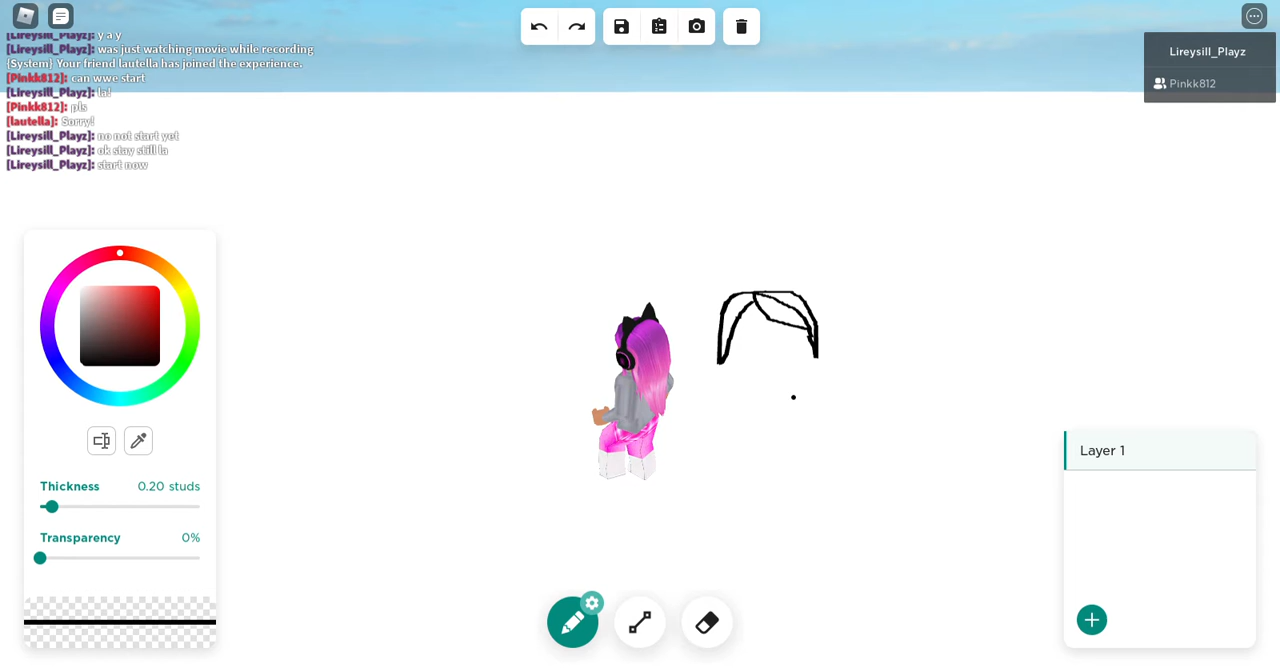 [Lireysill_Playz]: y a y
[Lireysill_Playz]: was just watching movie while recording
{System} Your friend lautella has joined the experience.
[Pinkk812]: can wwe start
[Lireysill_Playz]: la!
[Pinkk812]: pls
[lautella]: Sorry!
[Lireysill_Playz]: no not start yet
[Lireysill_Playz]: ok stay still la
[Lireysill_Playz]: start now
Lireysill_Playz
Pinkk812
Thickness 0.20 studs
Transparency 0%
Layer 1